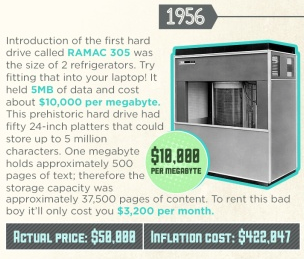 1956
Introduction of the first hard
drive called RAMAC 305 was
the size of 2 refrigerators. Try
fitting that into your laptop! It
held 5MB of data and cost
about $10,000 per megabyte.
This prehistoric hard drive had
fifty 24-inch platters that could
store up to 5 million
characters. One megabyte
holds approximately 500
pages of text; therefore the
storage capacity was
approximately 37,500 pages of content. To rent this bad
boy it'll only cost you $3,200 per month.
$10,000
PER MEGABYTE
Actual price: $50,000
Inflation cost: $422,847